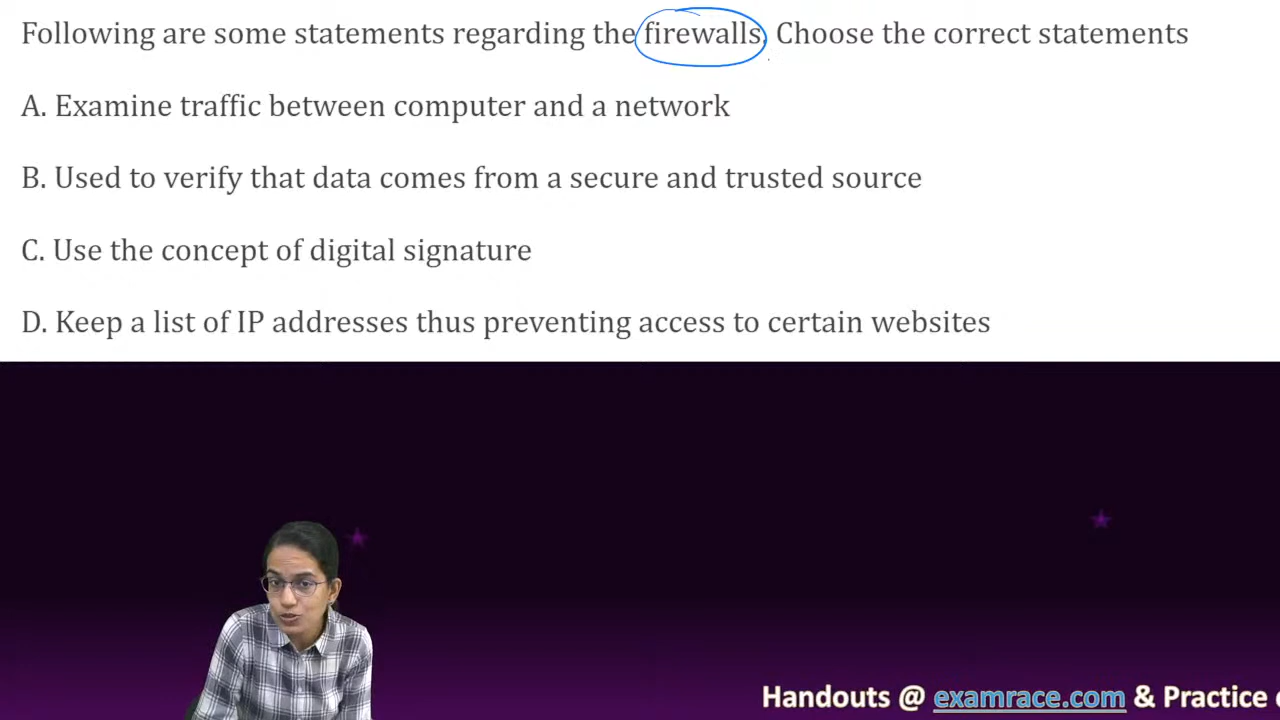 Following are some statements regarding the firewalls. Choose the correct statements
A. Examine traffic between computer and a network
B. Used to verify that data comes from a secure and trusted source
C. Use the concept of digital signature
D. Keep a list of IP addresses thus preventing access to certain websites
Handouts @ examrace.com & Practice